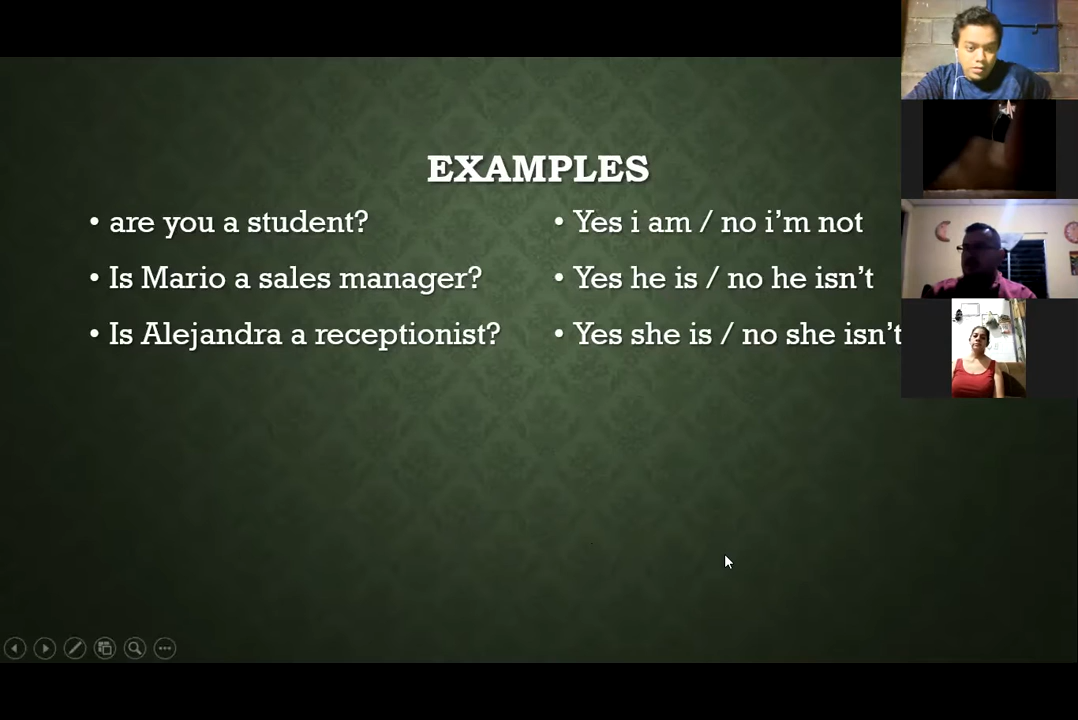 EXAMPLES
• are you a student?
• Yes i am / no i’m not
• Is Mario a sales manager?
• Yes he is / no he isn’t
• Is Alejandra a receptionist?
• Yes she is / no she isn’t